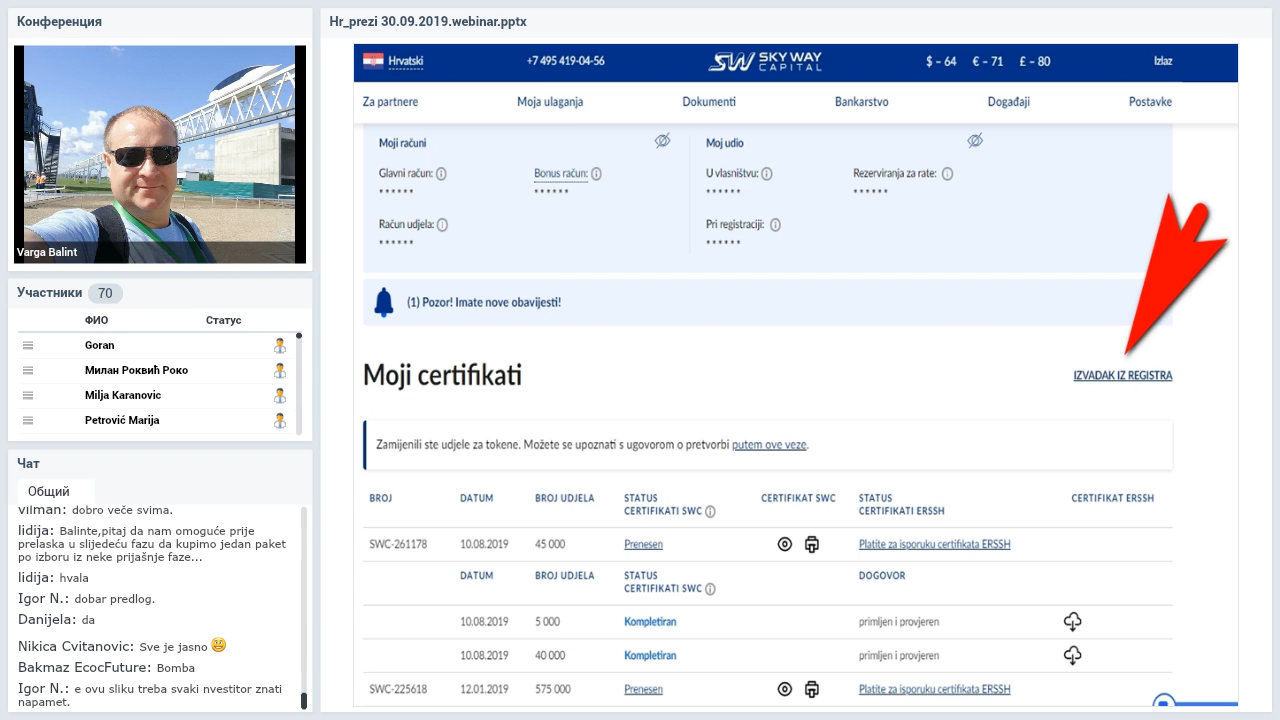 Конференция
Varga Balint
Участники 70
ФИО Статус
Goran
Милан Роквић Роко
Milja Karanovic
Petrović Marija
Чат
Общий
vilman: dobro veče svima.
lidija: Balinte,pitaj da nam omoguće prije
prelaska u slijedeću fazu da kupimo jedan paket
po izboru iz neke prijašnje faze...
lidija: hvala
Igor N.: dobar predlog.
Danijela: da
Nikica Cvitanovic: Sve je jasno
Bakmaz EcocFuture: Bomba
Igor N.: e ovu sliku treba svaki nvestitor znati
napamet.
Hr_prezi 30.09.2019.webinar.pptx
Hrvatski +7 495 419-04-56 SW SKY WAY CAPITAL $ – 64 € – 71 £ – 80 Izlaz
Za partnere Moja ulaganja Dokumenti Bankarstvo Događaji Postavke
Moji računi Moj udio
Glavni račun: Bonus račun: U vlasništvu: Rezerviranja za rate:
****** ****** ****** ******
Račun udjela: Pri registraciji:
****** ******
(1) Pozor! Imate nove obavijesti!
Moji certifikati
IZVADAK IZ REGISTRA
Zamijenili ste udjele za tokene. Možete se upoznati s ugovorom o pretvorbi putem ove veze.
BROJ DATUM BROJ UDJELA STATUS CERTIFIKAT SWC STATUS CERTIFIKAT ERSSH
CERTIFIKATI SWC CERTIFIKATI ERSSH
SWC-261178 10.08.2019 45 000 Prenesen Platite za isporuku certifikata ERSSH
DATUM BROJ UDJELA STATUS DOGOVOR
CERTIFIKATI SWC
10.08.2019 5 000 Kompletiran primljen i provjeren
10.08.2019 40 000 Kompletiran primljen i provjeren
SWC-225618 12.01.2019 575 000 Prenesen Platite za isporuku certifikata ERSSH